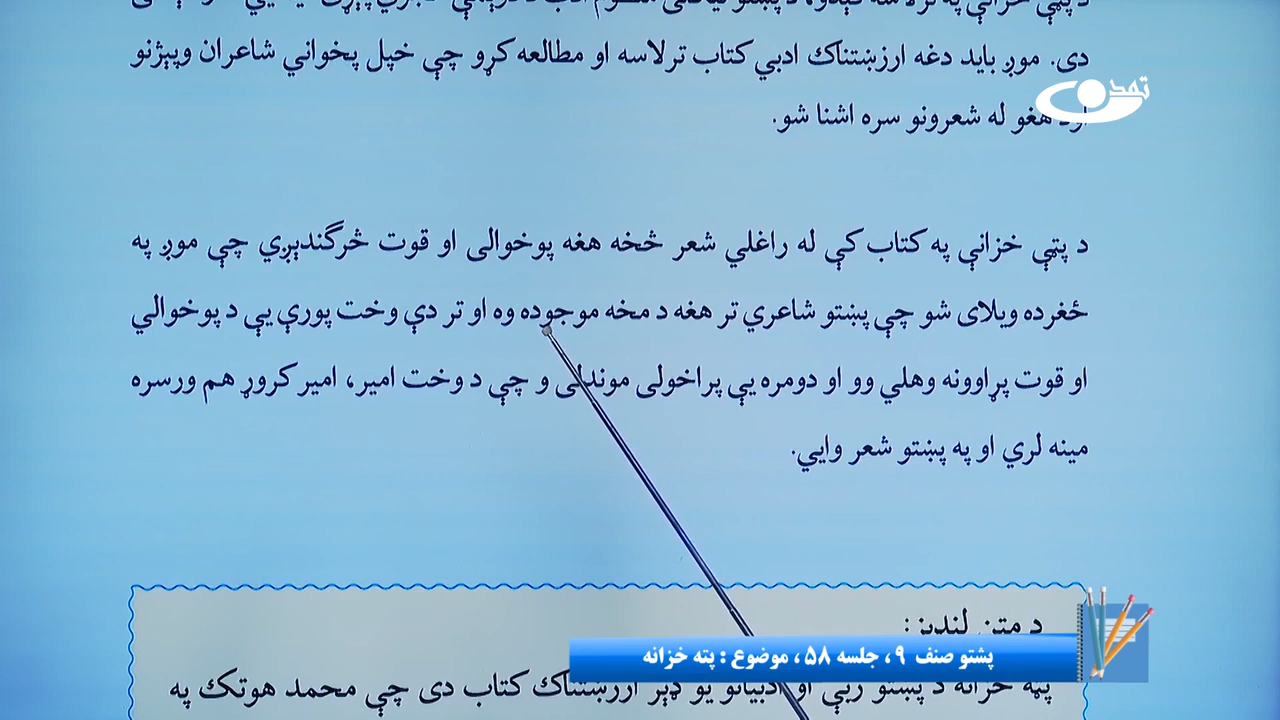 دی. موږ باید دغه ارزښتناك ادبي کتاب ترلاسه او مطالعه کړو چې خپل پخواني شاعران وپېژنو
تمدن
هغو له شعرونو سره اشنا شو.
د پټې خزانې په کتاب کې له راغلي شعر څخه هغه پوخوالی او قوت څرگندېږي چې موږ په
ځغرده ویلای شو چې پښتو شاعري تر هغه د مخه موجوده وه او تر دې وخت پورې یې د پوخوالي
او قوت پړاوونه وهلي وو او دومره یې پراخولی موندلی و چې د وخت امیر، امیر کروړ هم ورسره
مینه لري او په پښتو شعر وایي.
د متن لنډیز:
پښتو صنف ۹، جلسه ۵۸، موضوع : پته خزانه
پټه خزانه د پښتو ژبې او ادبیاتو یو ډېر ارزښتناك کتاب دی چې محمد هوتك په